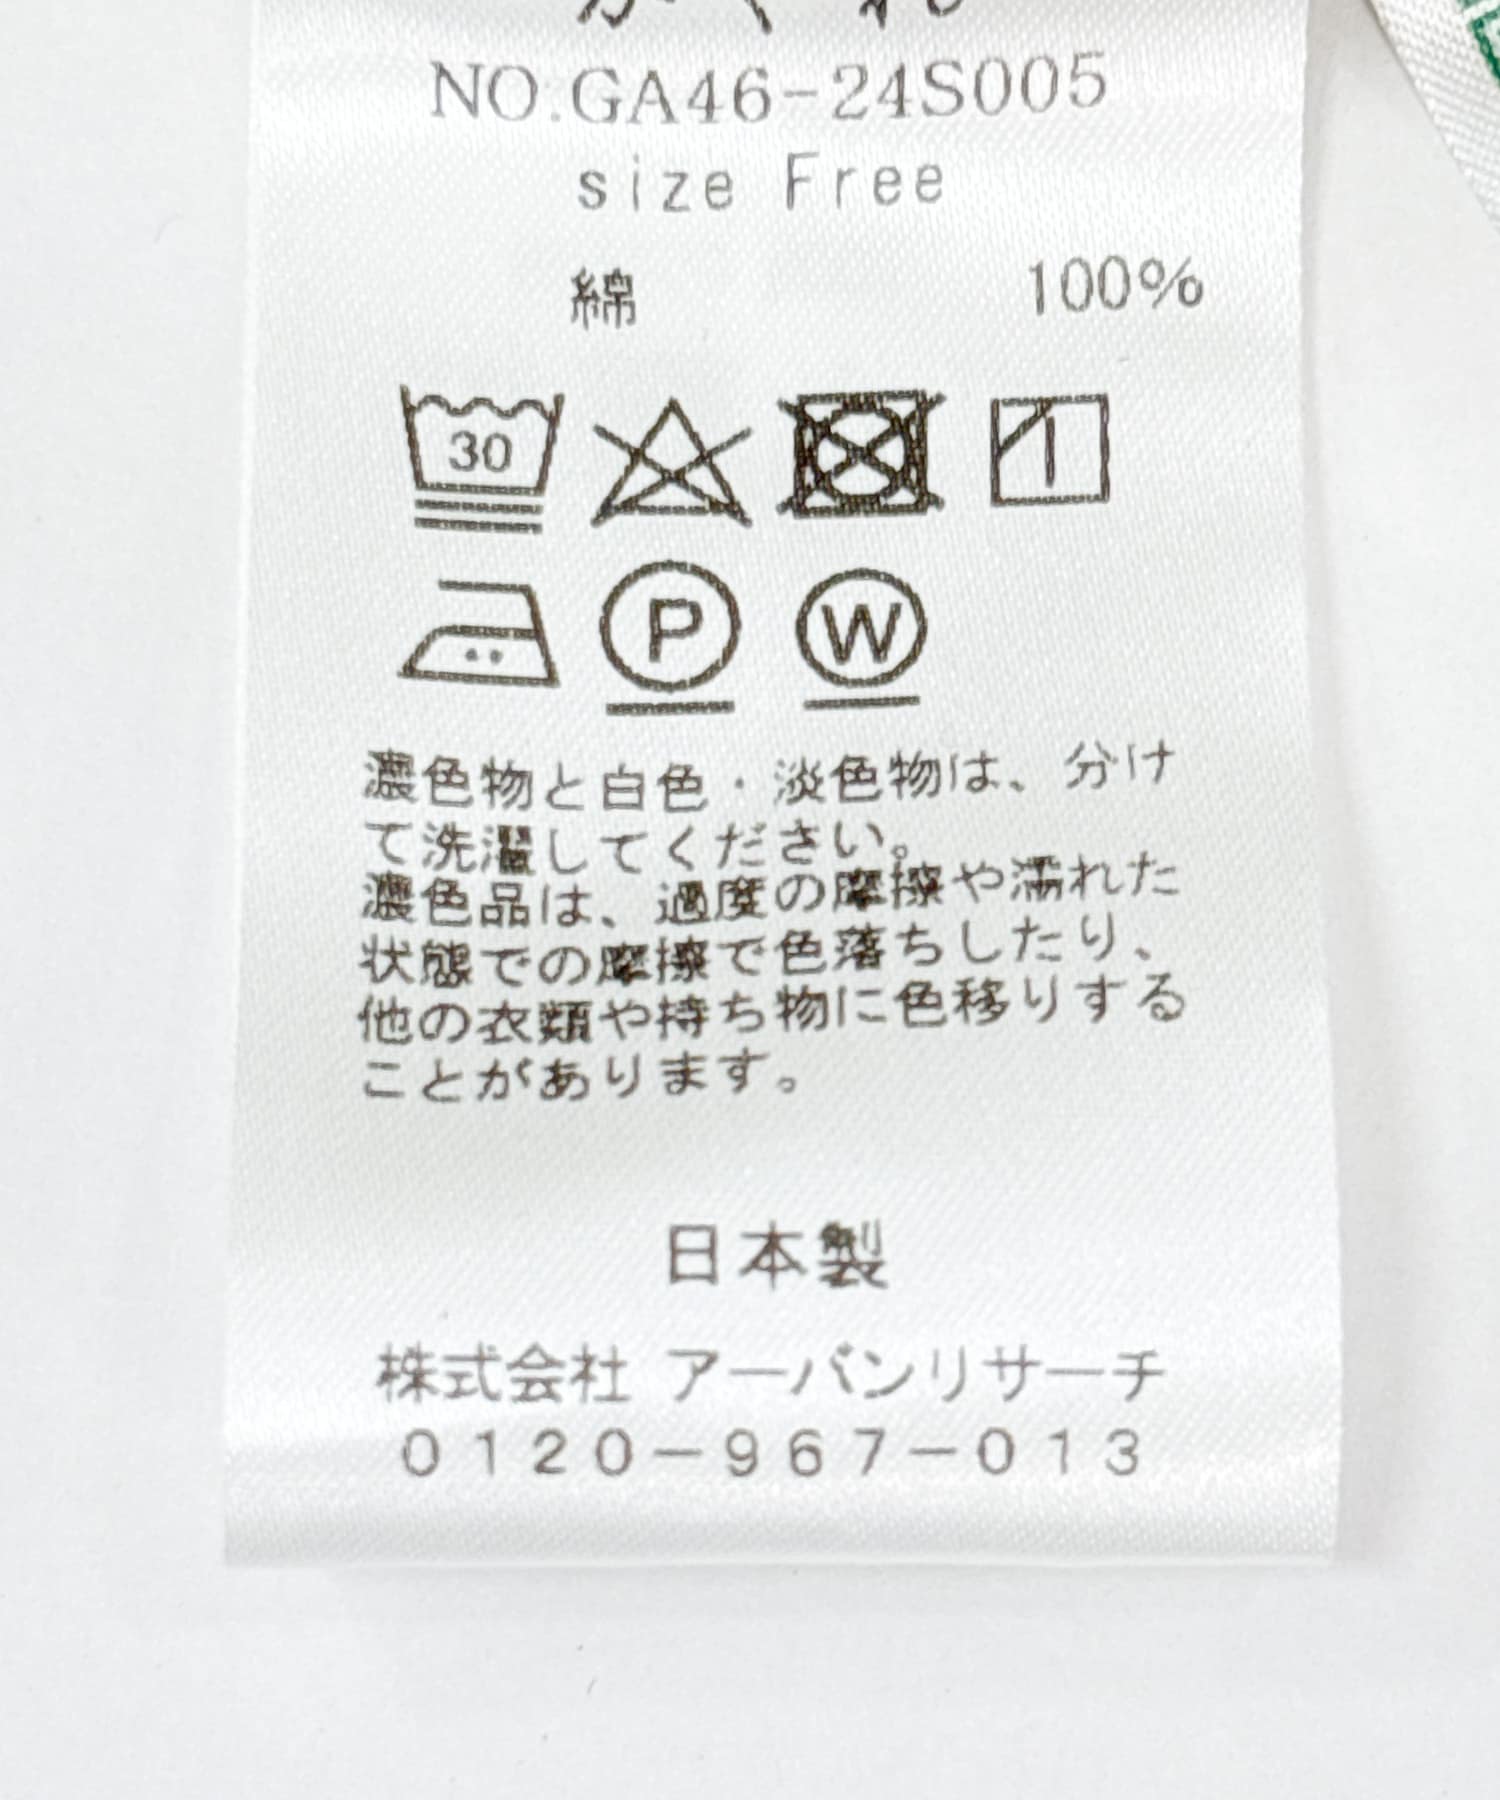 かぐれ
NO.GA46-24S005
size Free
綿 100%
30
P W
濃色物と白色・淡色物は、分け
て洗濯してください。
濃色品は、過度の摩擦や濡れた
状態での摩擦で色落ちしたり、
他の衣類や持ち物に色移りする
ことがあります。
日本製
株式会社 アーバンリサーチ
0120-967-013